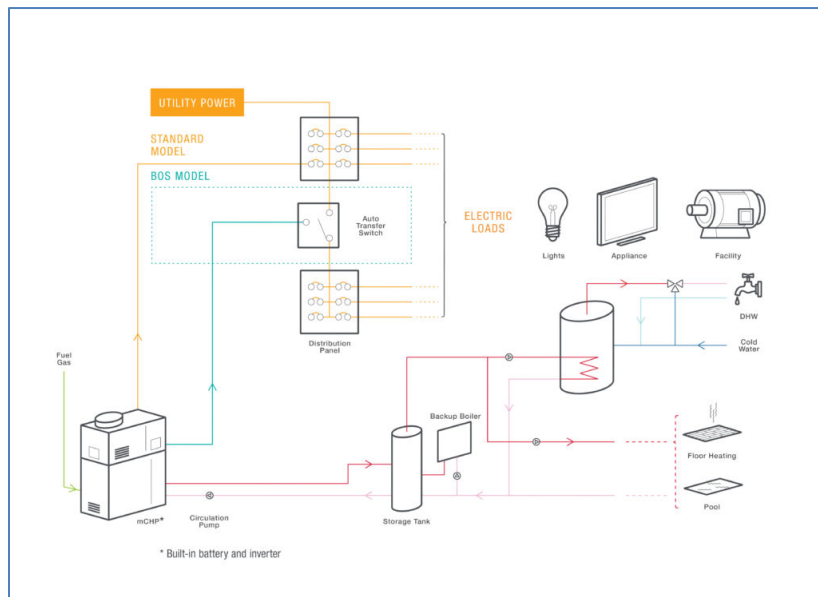 UTILITY POWER
STANDARD
MODEL
BOS MODEL
Auto
Transfer
Switch
ELECTRIC
LOADS
Lights
Appliance
Facility
DHW
Cold
Water
Distribution
Panel
Fuel
Gas
Backup Boiler
Floor Heating
Pool
mCHP*
Circulation
Pump
Storage Tank
* Built-in battery and inverter